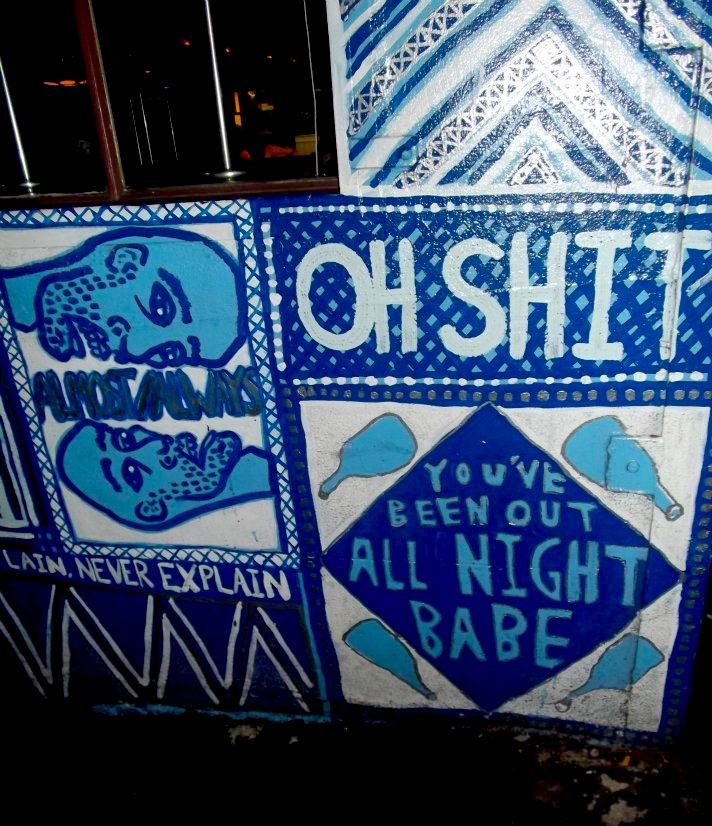 OH SHIT
ALMOST/ALWAYS
YOU'VE
BEEN OUT
ALL NIGHT
BABE
LAIN, NEVER EXPLAIN